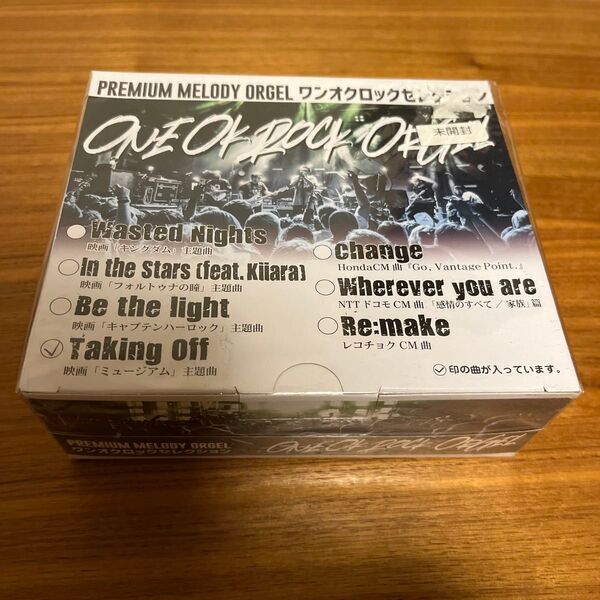 PREMIUM MELODY ORGEL ワンオクロックセレクション
未開封
ONE OK ROCK ORGEL
Wasted Nights
映画「キングダム」主題曲
In the Stars (feat. Kiiara)
映画「フォルトゥナの瞳」主題曲
Be the light
映画「キャプテンハーロック」主題曲
Taking Off
映画「ミュージアム」主題曲
change
HondaCM曲『Go, Vantage Point.』
Wherever you are
NTTドコモCM曲「感情のすべて/家族」篇
Re:make
レコチョクCM曲
印の曲が入っています。
PREMIUM MELODY ORGEL
ワンオクロックセレクション
ONE OK ROCK ORGEL